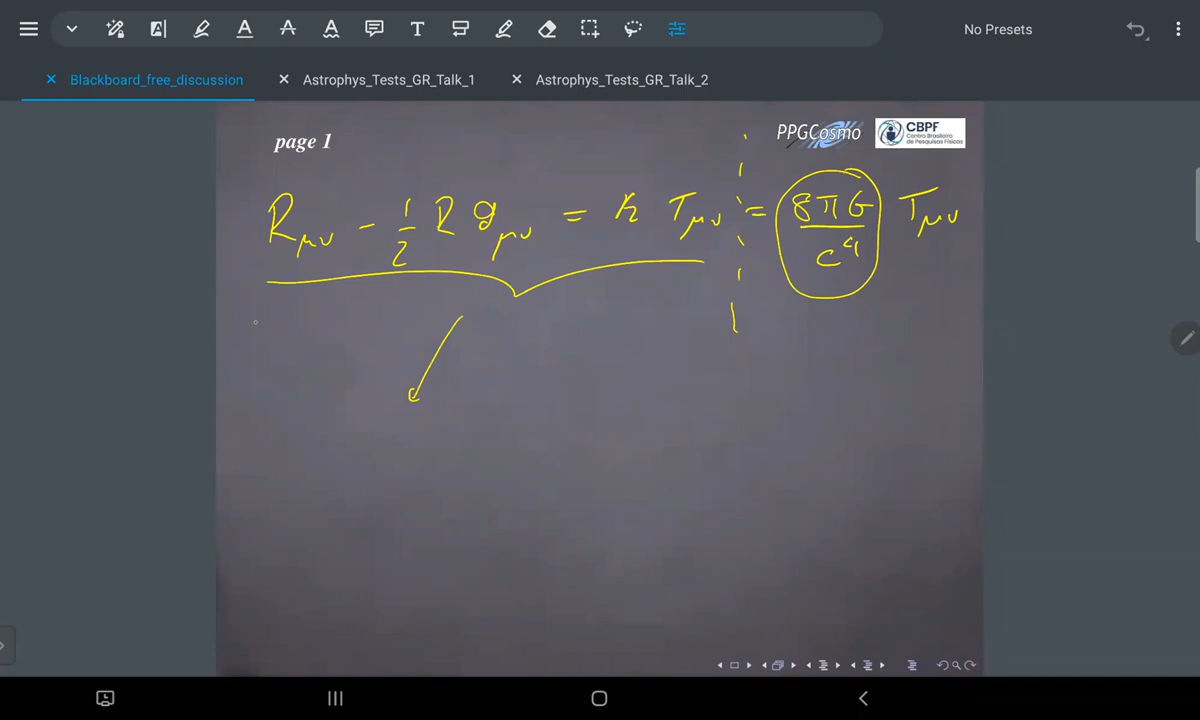 No Presets
Blackboard_free_discussion
Astrophys_Tests_GR_Talk_1
Astrophys_Tests_GR_Talk_2
page 1
PPGCosmo
CBPF
Centro Brasileiro
de Pesquisas Físicas
R_μν - 1/2 R g_μν = ℏ T_μν = 8πG/c^4 T_μν